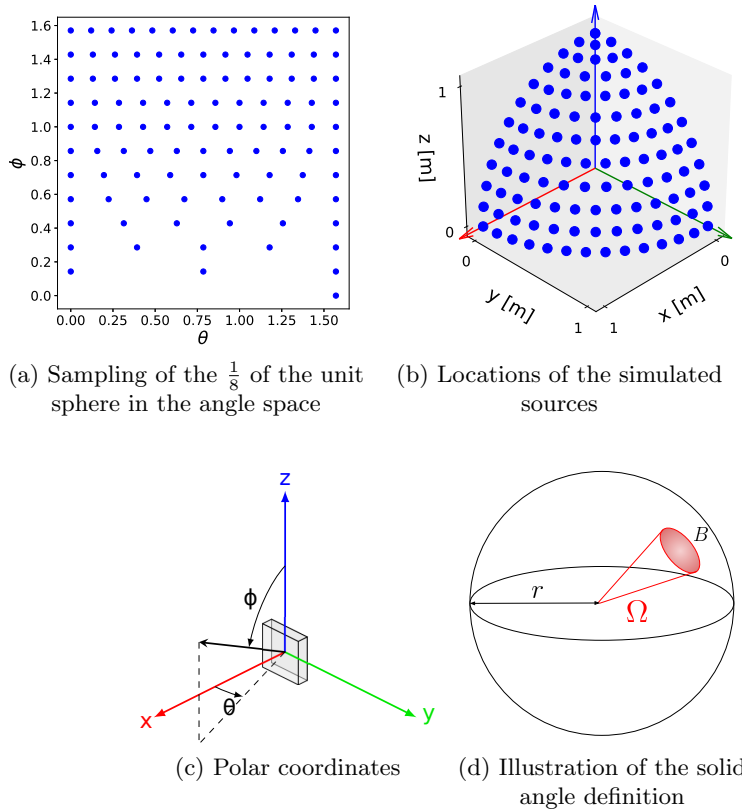 1.6
1.4
1.2
1.0
0.8
0.6
0.4
0.2
0.0
ϕ
0.00 0.25 0.50 0.75 1.00 1.25 1.50
θ
1
0
z [m]
0
y [m]
1
1
x [m]
0
(a) Sampling of the 1/8 of the unit
sphere in the angle space
(b) Locations of the simulated
sources
z
ϕ
x
θ
y
B
r
Ω
(c) Polar coordinates
(d) Illustration of the solid
angle definition